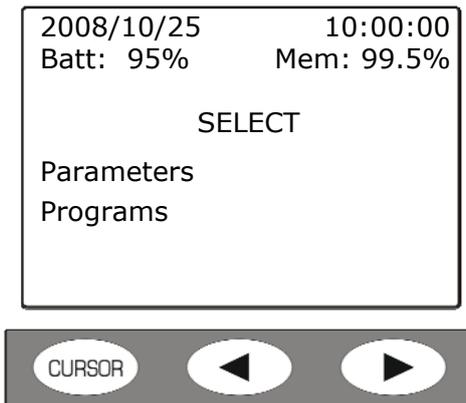 2008/10/25 10:00:00
Batt: 95% Mem: 99.5%
SELECT
Parameters
Programs
CURSOR